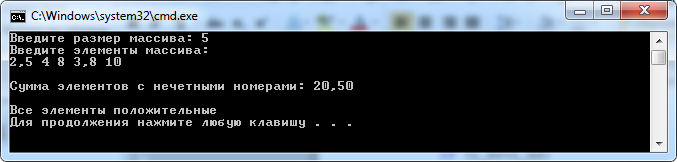 C:\Windows\system32\cmd.exe
Введите размер массива: 5
Введите элементы массива:
2,5 4 8 3,8 10
Сумма элементов с нечетными номерами: 20,50
Все элементы положительные
Для продолжения нажмите любую клавишу . . .